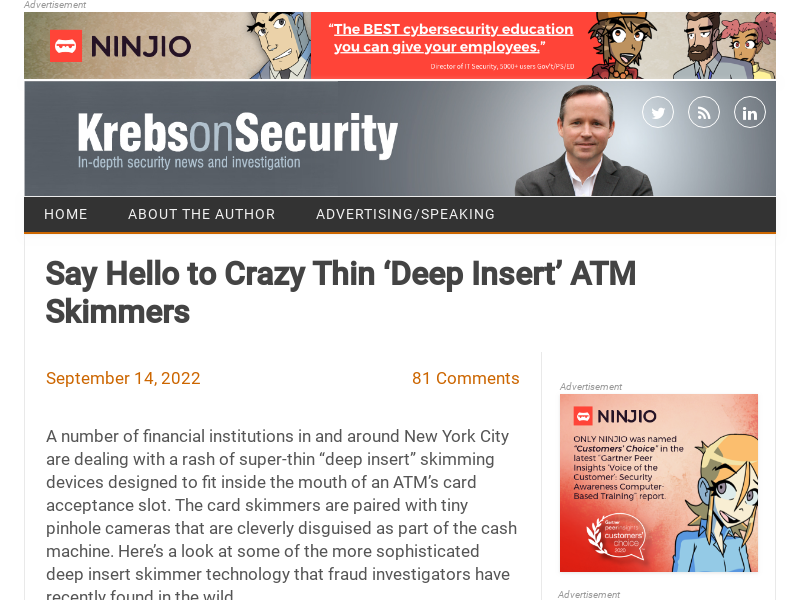 Advertisement
NINJIO
“The BEST cybersecurity education
you can give your employees.”
Director of IT Security, 5000+ users Gov't/PS/ED
KrebsonSecurity
In-depth security news and investigation
HOME ABOUT THE AUTHOR ADVERTISING/SPEAKING
Say Hello to Crazy Thin ‘Deep Insert’ ATM
Skimmers
September 14, 2022 81 Comments
A number of financial institutions in and around New York City
are dealing with a rash of super-thin “deep insert” skimming
devices designed to fit inside the mouth of an ATM’s card
acceptance slot. The card skimmers are paired with tiny
pinhole cameras that are cleverly disguised as part of the cash
machine. Here’s a look at some of the more sophisticated
deep insert skimmer technology that fraud investigators have
recently found in the wild.
Advertisement
NINJIO
ONLY NINJIO was named
“Customers’ Choice” in the
latest “Gartner Peer
Insights ‘Voice of the
Customer’: Security
Awareness Computer-
Based Training” report.
Gartner
peerinsights
customers’
choice
2020
Advertisement